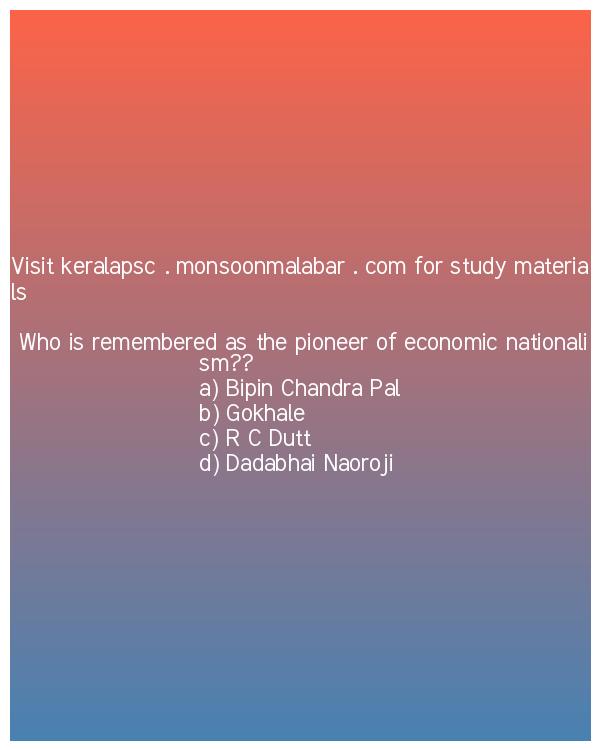 Visit keralapsc . monsoonmalabar . com for study materia
ls
Who is remembered as the pioneer of economic nationali
sm??
a) Bipin Chandra Pal
b) Gokhale
c) R C Dutt
d) Dadabhai Naoroji